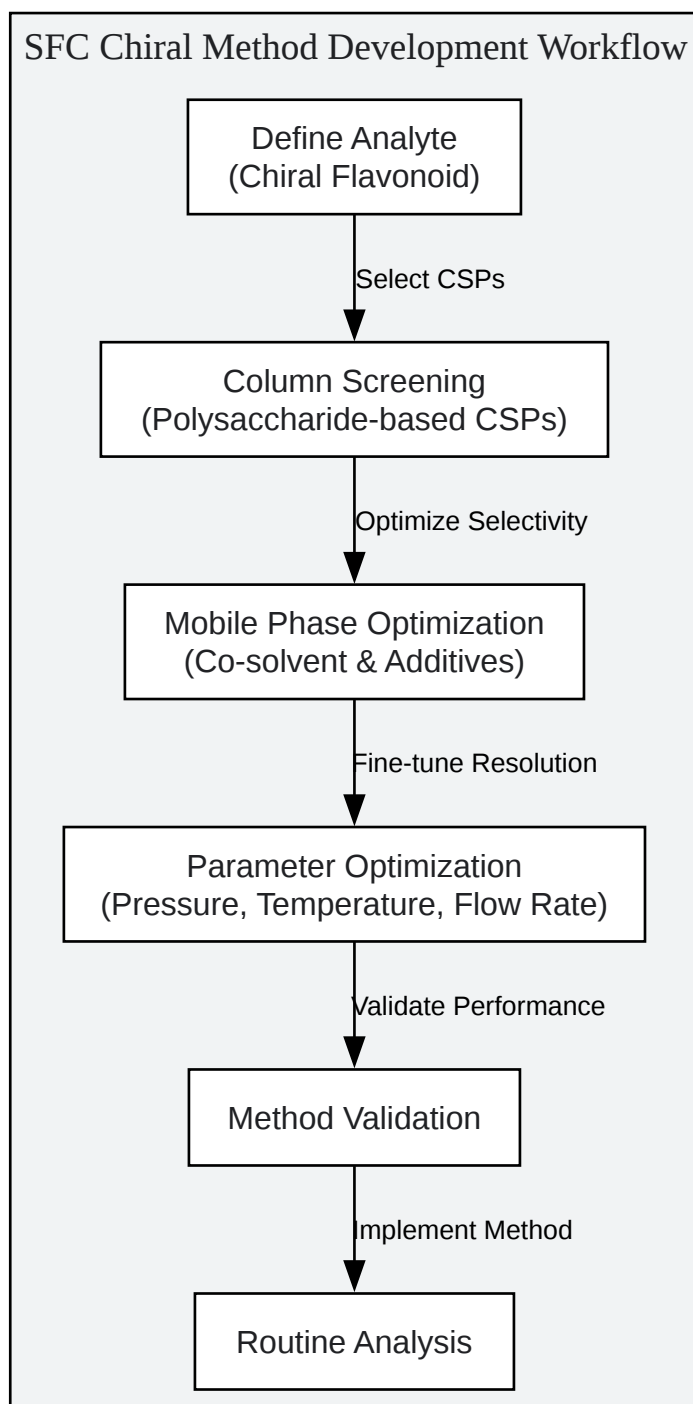 SFC Chiral Method Development Workflow
Define Analyte
(Chiral Flavonoid)
Select CSPs
Column Screening
(Polysaccharide-based CSPs)
Optimize Selectivity
Mobile Phase Optimization
(Co-solvent & Additives)
Fine-tune Resolution
Parameter Optimization
(Pressure, Temperature, Flow Rate)
Validate Performance
Method Validation
Implement Method
Routine Analysis